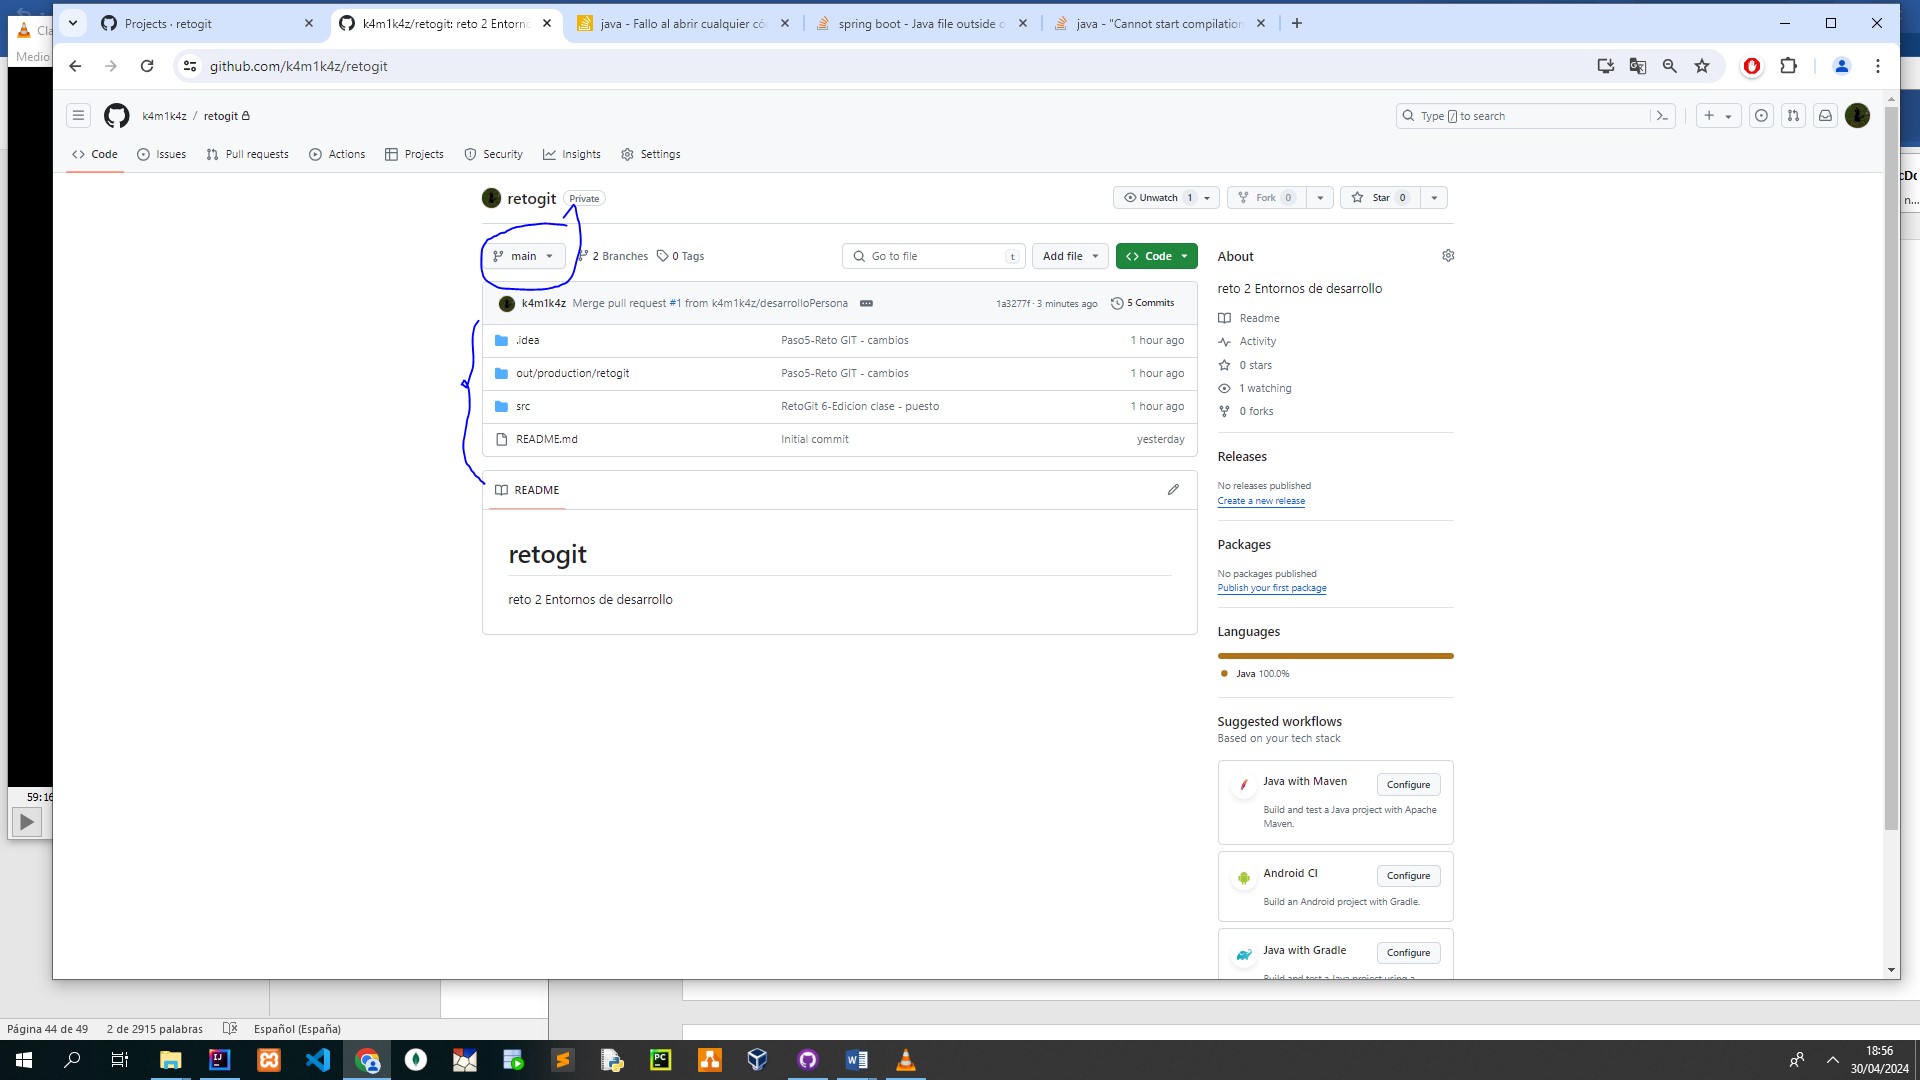 Cla
Projects · retogit
k4m1k4z/retogit: reto 2 Entorn
java - Fallo al abrir cualquier có
spring boot - Java file outside o
java - "Cannot start compilation
Medio
github.com/k4m1k4z/retogit
k4m1k4z / retogit
Type / to search
Code
Issues
Pull requests
Actions
Projects
Security
Insights
Settings
retogit Private
Unwatch 1
Fork 0
Star 0
main
2 Branches
0 Tags
Go to file t
Add file
Code
k4m1k4z Merge pull request #1 from k4m1k4z/desarrolloPersona
1a3277f · 3 minutes ago
5 Commits
.idea Paso5-Reto GIT - cambios 1 hour ago
out/production/retogit Paso5-Reto GIT - cambios 1 hour ago
src RetoGit 6-Edicion clase - puesto 1 hour ago
README.md Initial commit yesterday
README
retogit
reto 2 Entornos de desarrollo
About
reto 2 Entornos de desarrollo
Readme
Activity
0 stars
1 watching
0 forks
Releases
No releases published
Create a new release
Packages
No packages published
Publish your first package
Languages
Java 100.0%
Suggested workflows
Based on your tech stack
Java with Maven
Configure
Build and test a Java project with Apache
Maven.
Android CI
Configure
Build an Android project with Gradle.
Java with Gradle
Configure
Build and test a Java project using a
59:16
Página 44 de 49 2 de 2915 palabras Español (España)
18:56
30/04/2024